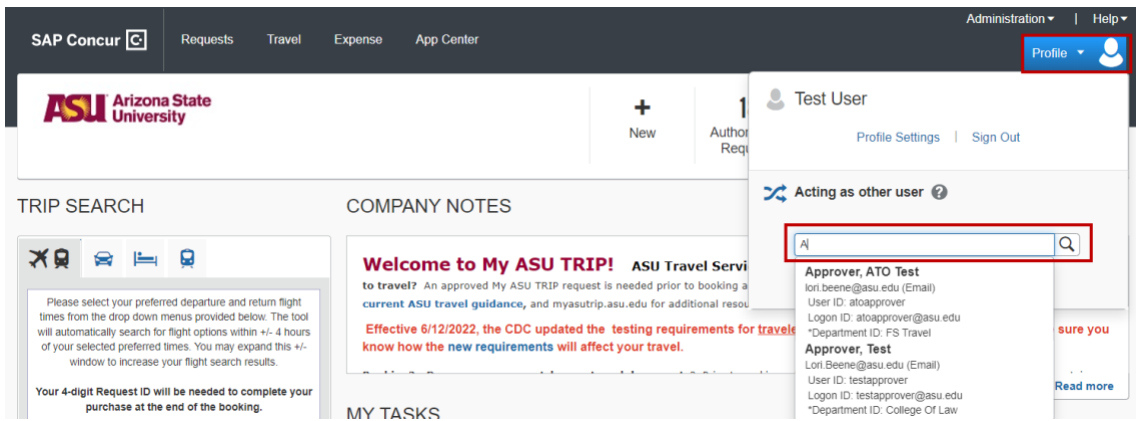 Administration | Help
SAP Concur C Requests Travel Expense App Center
Profile
ASU Arizona State
University
+
New
Author
Requ
Test User
Profile Settings | Sign Out
Acting as other user ?
A
Approver, ATO Test
lori.beene@asu.edu (Email)
User ID: atoapprover
Logon ID: atoapprover@asu.edu
*Department ID: FS Travel
Approver, Test
Lori.Beene@asu.edu (Email)
User ID: testapprover
Logon ID: testapprover@asu.edu
*Department ID: College Of Law
TRIP SEARCH
Please select your preferred departure and return flight
times from the drop down menus provided below. The tool
will automatically search for flight options within +/- 4 hours
of your selected preferred times. You may expand this +/-
window to increase your flight search results.
Your 4-digit Request ID will be needed to complete your
purchase at the end of the booking.
COMPANY NOTES
Welcome to My ASU TRIP! ASU Travel Servi
to travel? An approved My ASU TRIP request is needed prior to booking a
current ASU travel guidance, and myasutrip.asu.edu for additional resou
Effective 6/12/2022, the CDC updated the testing requirements for travele sure you
know how the new requirements will affect your travel.
Read more
MY TASKS